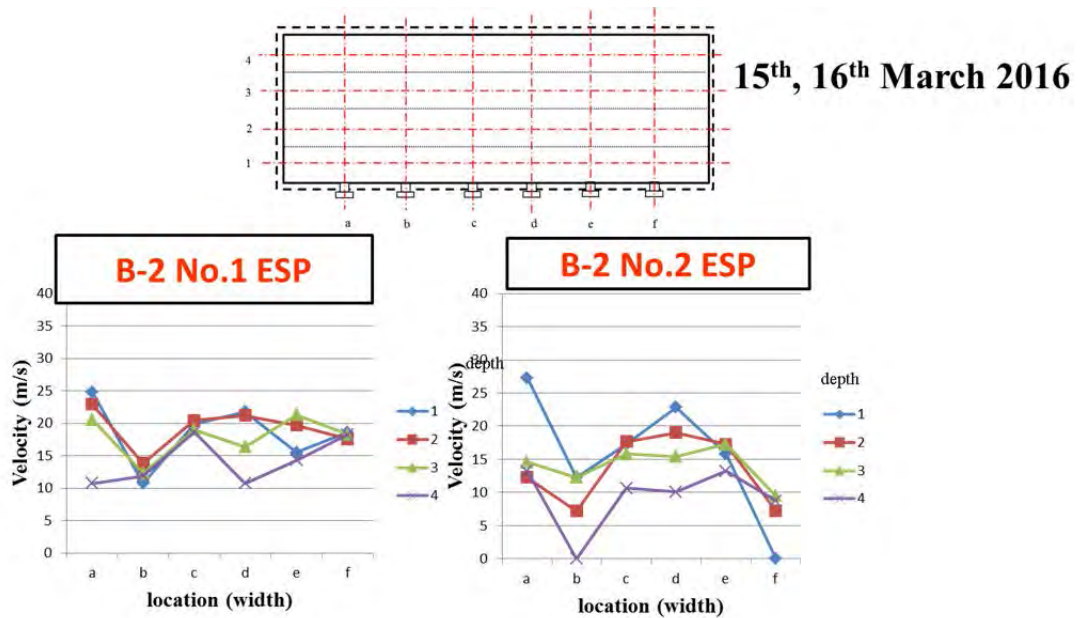 4
3
2
1
a b c d e f
15th, 16th March 2016
B-2 No.1 ESP
40
35
30
25
20
15
10
5
0
Velocity (m/s)
a b c d e f
location (width)
depth
1
2
3
4
B-2 No.2 ESP
40
35
30
25
20
15
10
5
0
Velocity (m/s)
a b c d e f
location (width)
depth
1
2
3
4